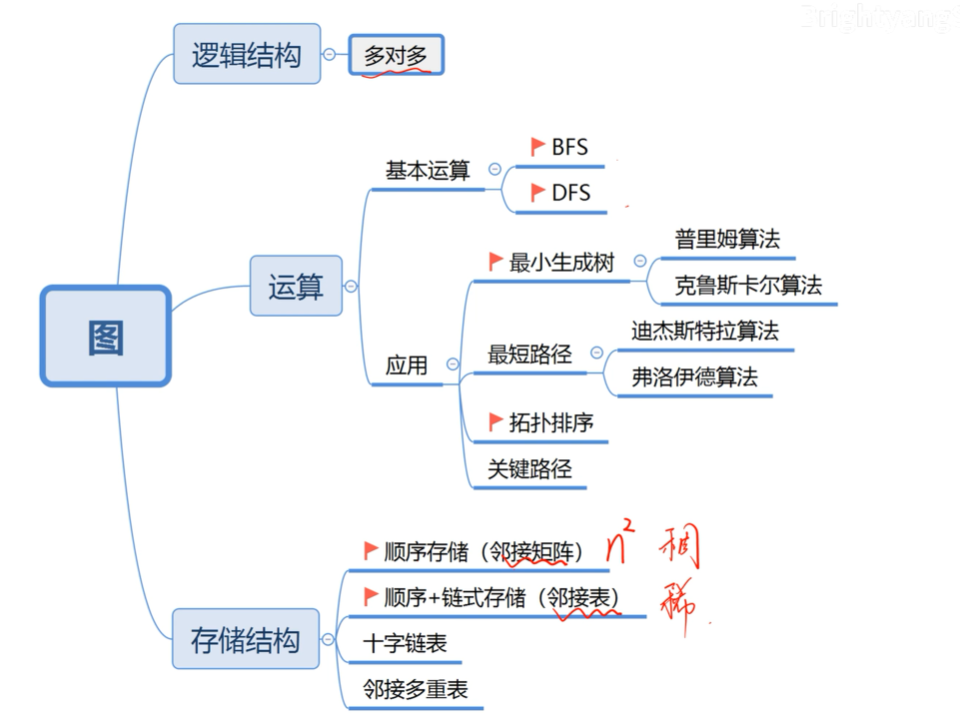 Brightyang
逻辑结构
多对多
图
运算
基本运算
BFS
DFS
应用
最小生成树
普里姆算法
克鲁斯卡尔算法
最短路径
迪杰斯特拉算法
弗洛伊德算法
拓扑排序
关键路径
存储结构
顺序存储（邻接矩阵） n² 稠
顺序+链式存储（邻接表） 稀
十字链表
邻接多重表